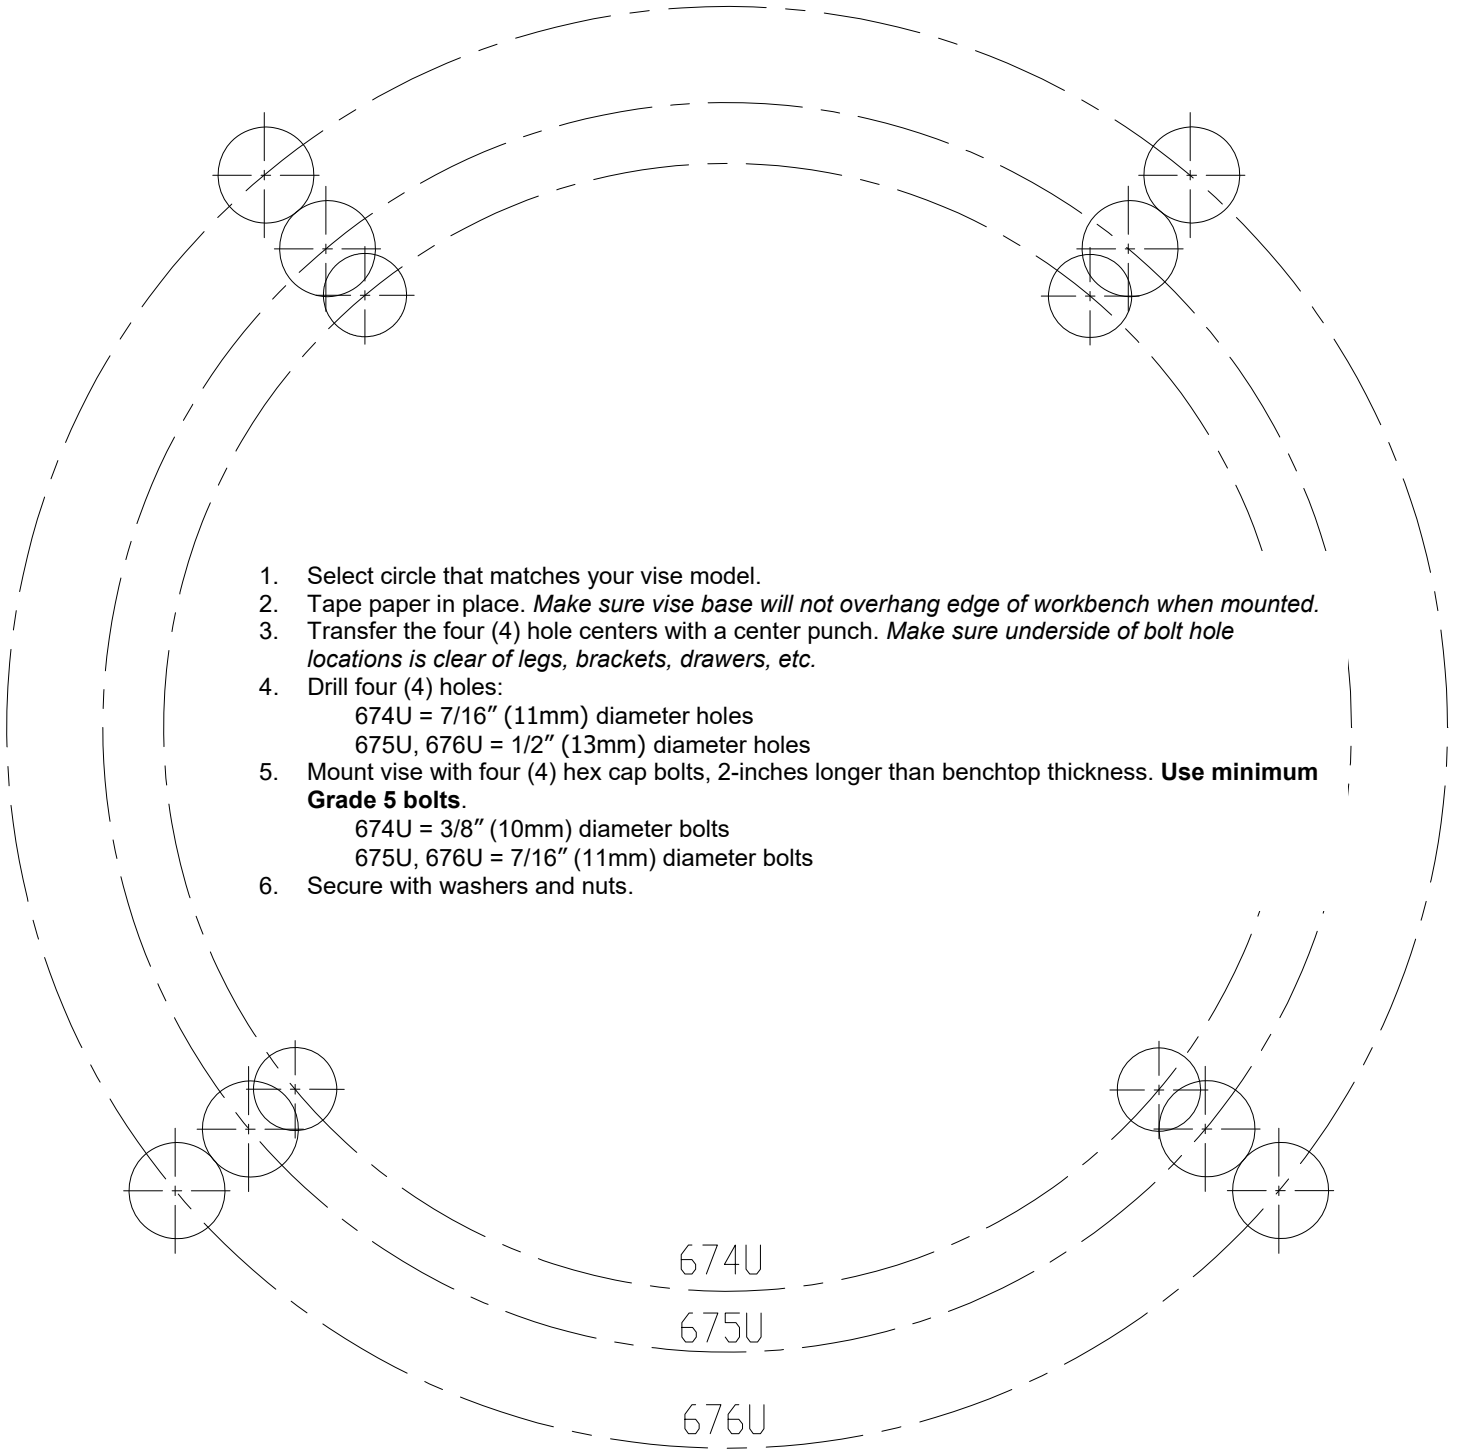 1. Select circle that matches your vise model.
2. Tape paper in place. Make sure vise base will not overhang edge of workbench when mounted.
3. Transfer the four (4) hole centers with a center punch. Make sure underside of bolt hole
locations is clear of legs, brackets, drawers, etc.
4. Drill four (4) holes:
674U = 7/16″ (11mm) diameter holes
675U, 676U = 1/2″ (13mm) diameter holes
5. Mount vise with four (4) hex cap bolts, 2-inches longer than benchtop thickness. Use minimum
Grade 5 bolts.
674U = 3/8″ (10mm) diameter bolts
675U, 676U = 7/16″ (11mm) diameter bolts
6. Secure with washers and nuts.
674U
675U
676U